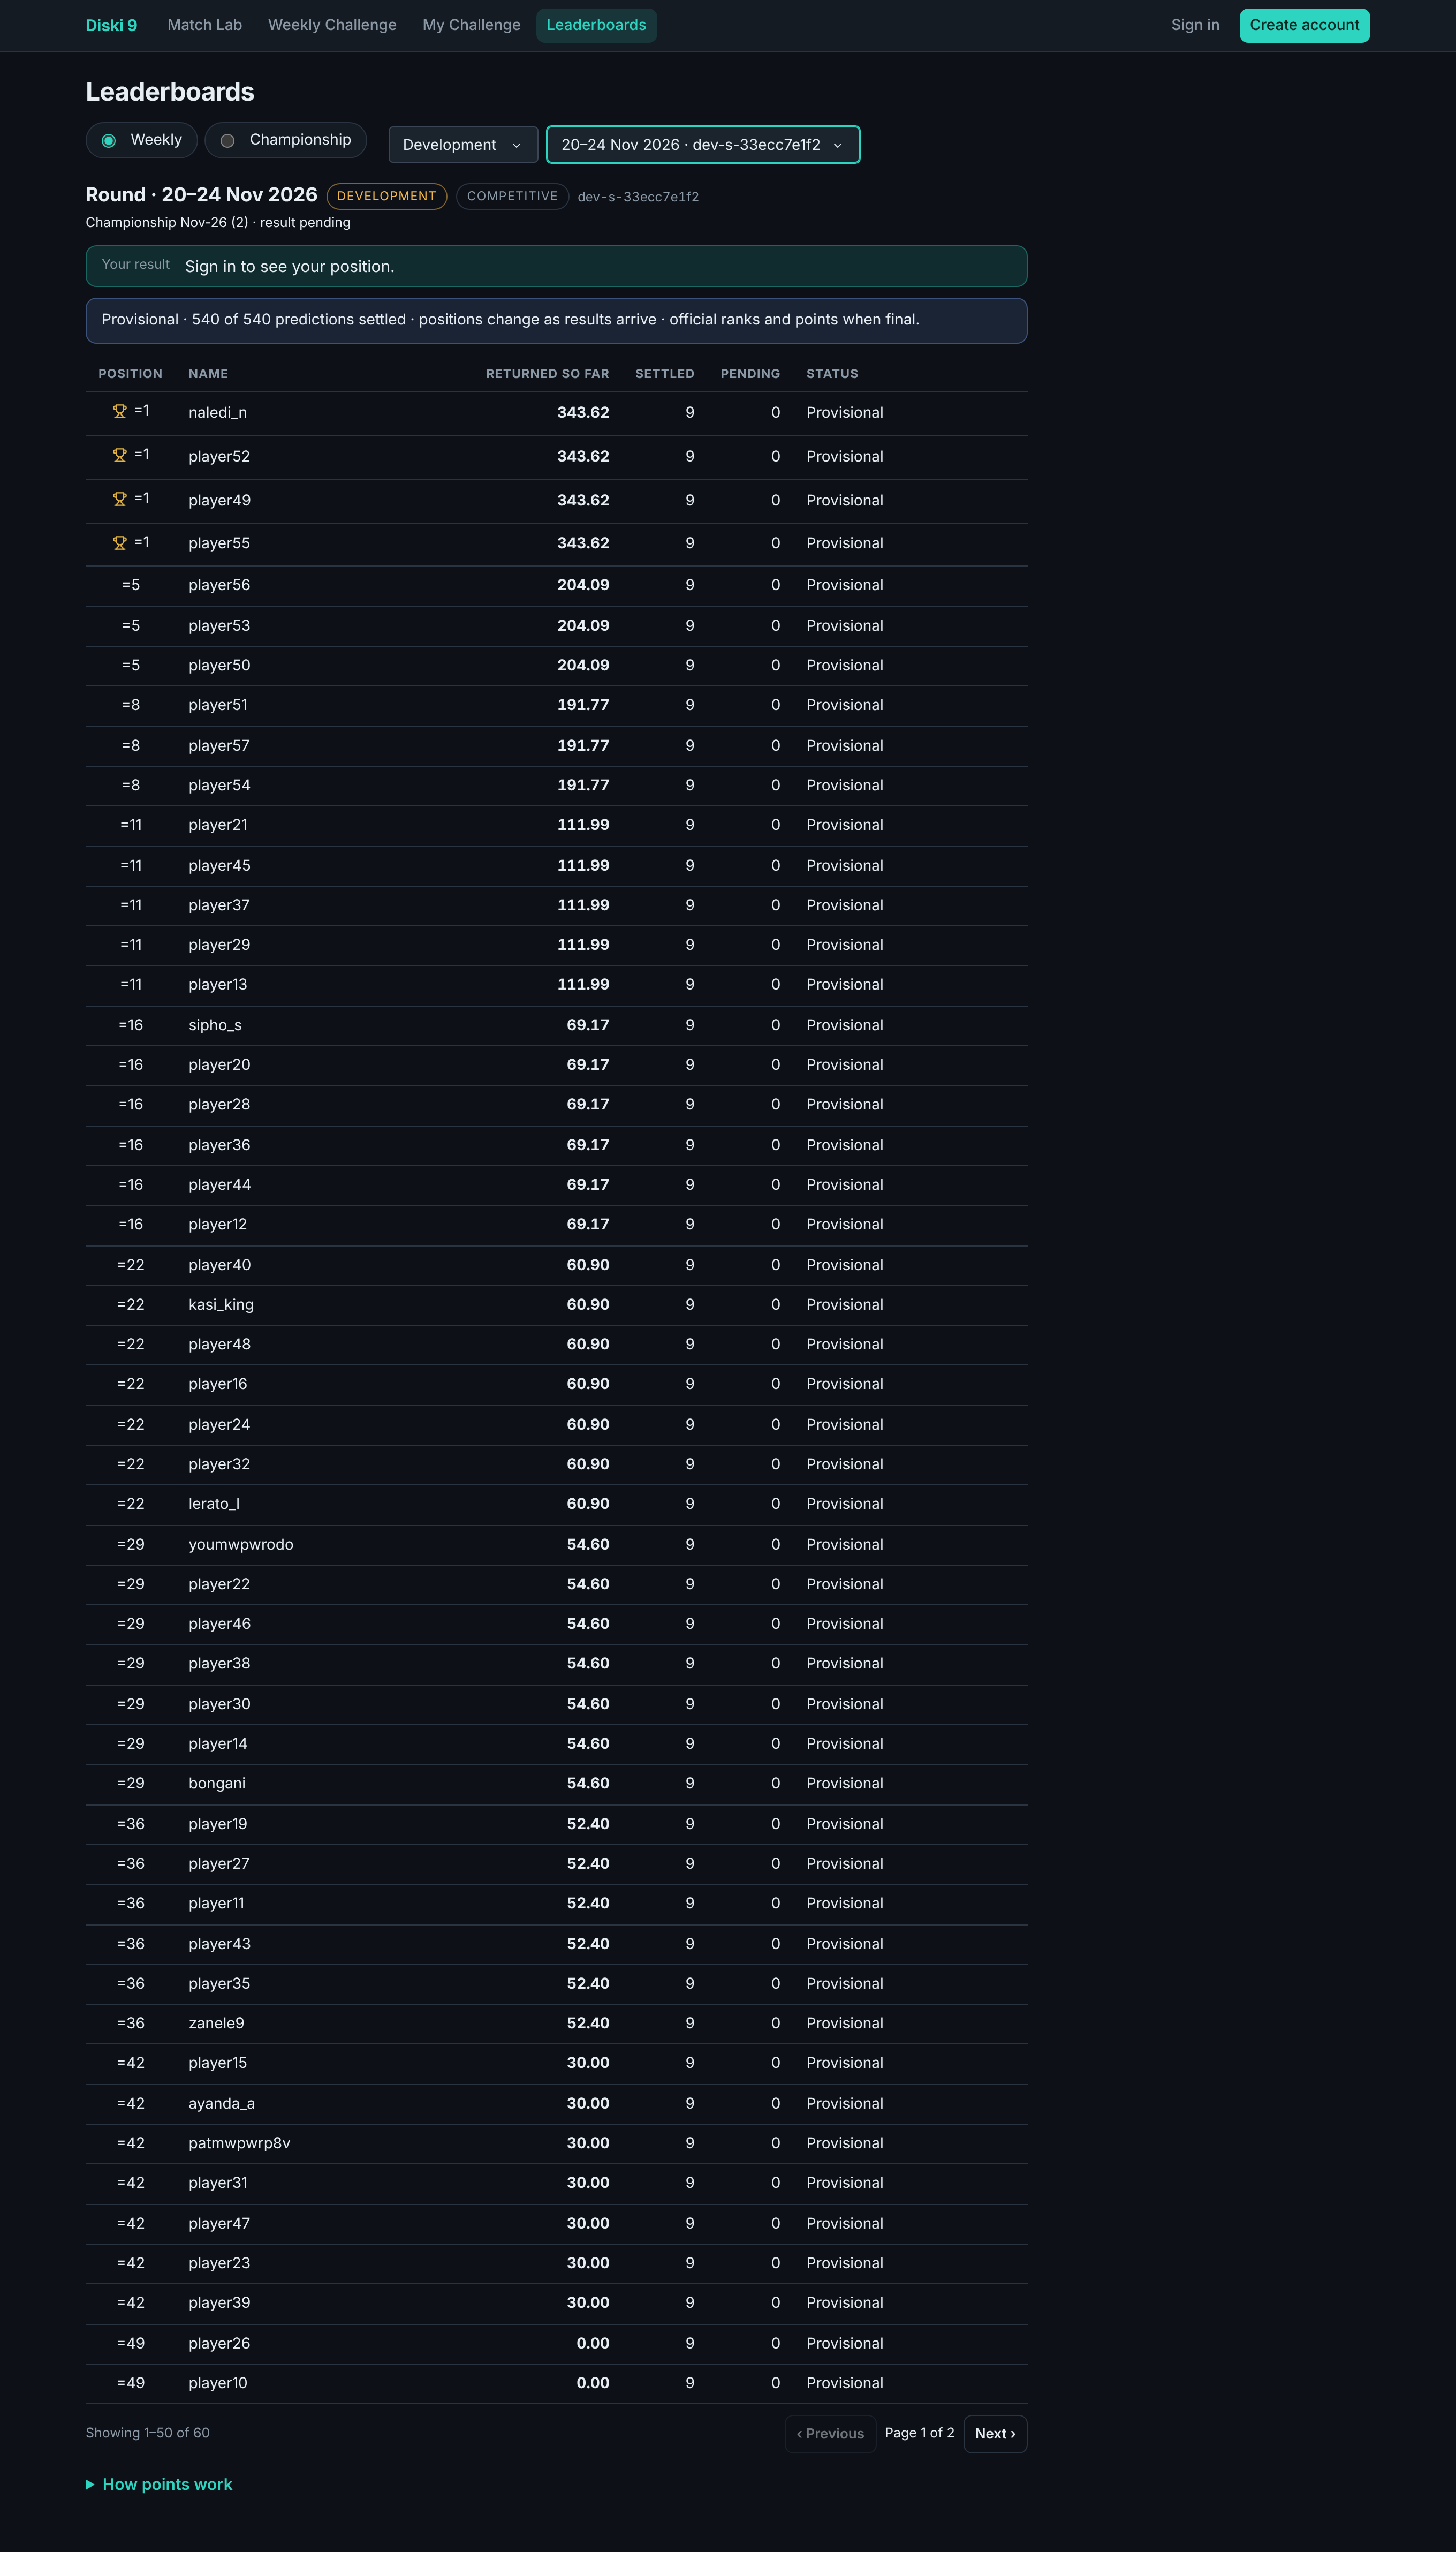 Diski 9 Match Lab Weekly Challenge My Challenge Leaderboards Sign in Create account
Leaderboards
Weekly Championship Development 20–24 Nov 2026 · dev-s-33ecc7e1f2
Round · 20–24 Nov 2026 DEVELOPMENT COMPETITIVE dev-s-33ecc7e1f2
Championship Nov-26 (2) · result pending
Your result Sign in to see your position.
Provisional · 540 of 540 predictions settled · positions change as results arrive · official ranks and points when final.
POSITION NAME RETURNED SO FAR SETTLED PENDING STATUS
=1 naledi_n 343.62 9 0 Provisional
=1 player52 343.62 9 0 Provisional
=1 player49 343.62 9 0 Provisional
=1 player55 343.62 9 0 Provisional
=5 player56 204.09 9 0 Provisional
=5 player53 204.09 9 0 Provisional
=5 player50 204.09 9 0 Provisional
=8 player51 191.77 9 0 Provisional
=8 player57 191.77 9 0 Provisional
=8 player54 191.77 9 0 Provisional
=11 player21 111.99 9 0 Provisional
=11 player45 111.99 9 0 Provisional
=11 player37 111.99 9 0 Provisional
=11 player29 111.99 9 0 Provisional
=11 player13 111.99 9 0 Provisional
=16 sipho_s 69.17 9 0 Provisional
=16 player20 69.17 9 0 Provisional
=16 player28 69.17 9 0 Provisional
=16 player36 69.17 9 0 Provisional
=16 player44 69.17 9 0 Provisional
=16 player12 69.17 9 0 Provisional
=22 player40 60.90 9 0 Provisional
=22 kasi_king 60.90 9 0 Provisional
=22 player48 60.90 9 0 Provisional
=22 player16 60.90 9 0 Provisional
=22 player24 60.90 9 0 Provisional
=22 player32 60.90 9 0 Provisional
=22 lerato_l 60.90 9 0 Provisional
=29 youmwpwrodo 54.60 9 0 Provisional
=29 player22 54.60 9 0 Provisional
=29 player46 54.60 9 0 Provisional
=29 player38 54.60 9 0 Provisional
=29 player30 54.60 9 0 Provisional
=29 player14 54.60 9 0 Provisional
=29 bongani 54.60 9 0 Provisional
=36 player19 52.40 9 0 Provisional
=36 player27 52.40 9 0 Provisional
=36 player11 52.40 9 0 Provisional
=36 player43 52.40 9 0 Provisional
=36 player35 52.40 9 0 Provisional
=36 zanele9 52.40 9 0 Provisional
=42 player15 30.00 9 0 Provisional
=42 ayanda_a 30.00 9 0 Provisional
=42 patmwpwrp8v 30.00 9 0 Provisional
=42 player31 30.00 9 0 Provisional
=42 player47 30.00 9 0 Provisional
=42 player23 30.00 9 0 Provisional
=42 player39 30.00 9 0 Provisional
=49 player26 0.00 9 0 Provisional
=49 player10 0.00 9 0 Provisional
Showing 1–50 of 60 ‹ Previous Page 1 of 2 Next ›
How points work